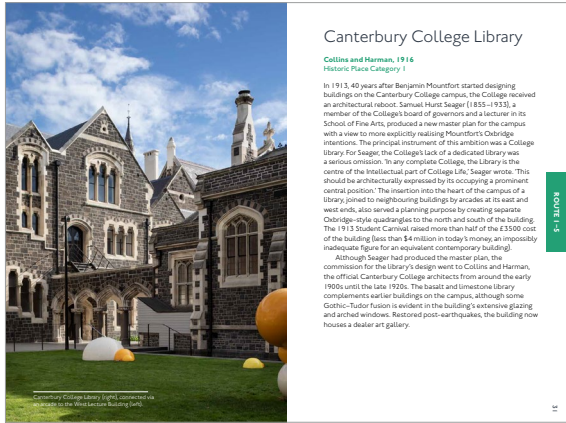 Canterbury College Library
Collins and Harman, 1916
Historic Place Category 1
In 1913, 40 years after Benjamin Mountfort started designing
buildings on the Canterbury College campus, the College received
an architectural reboot. Samuel Hurst Seager (1855–1933), a
member of the College's board of governors and a lecturer in its
School of Fine Arts, produced a new master plan for the campus
with a view to more explicitly realising Mountfort's Oxbridge
intentions. The principal instrument of this ambition was a College
library. For Seager, the College's lack of a dedicated library was
a serious omission. 'In any complete College, the Library is the
centre of the Intellectual part of College Life,' Seager wrote. 'This
should be architecturally expressed by its occupying a prominent
central position.' The insertion into the heart of the campus of a
library, joined to neighbouring buildings by arcades at its east and
west ends, also served a planning purpose by creating separate
Oxbridge-style quadrangles to the north and south of the building.
The 1913 Student Carnival raised more than half of the £3500 cost
of the building (less than $4 million in today's money, an impossibly
inadequate figure for an equivalent contemporary building).
Although Seager had produced the master plan, the
commission for the library's design went to Collins and Harman,
the official Canterbury College architects from around the early
1900s until the late 1920s. The basalt and limestone library
complements earlier buildings on the campus, although some
Gothic–Tudor fusion is evident in the building's extensive glazing
and arched windows. Restored post-earthquakes, the building now
houses a dealer art gallery.
ROUTE 1–5
Canterbury College Library (right), connected via
an arcade to the West Lecture Building (left).